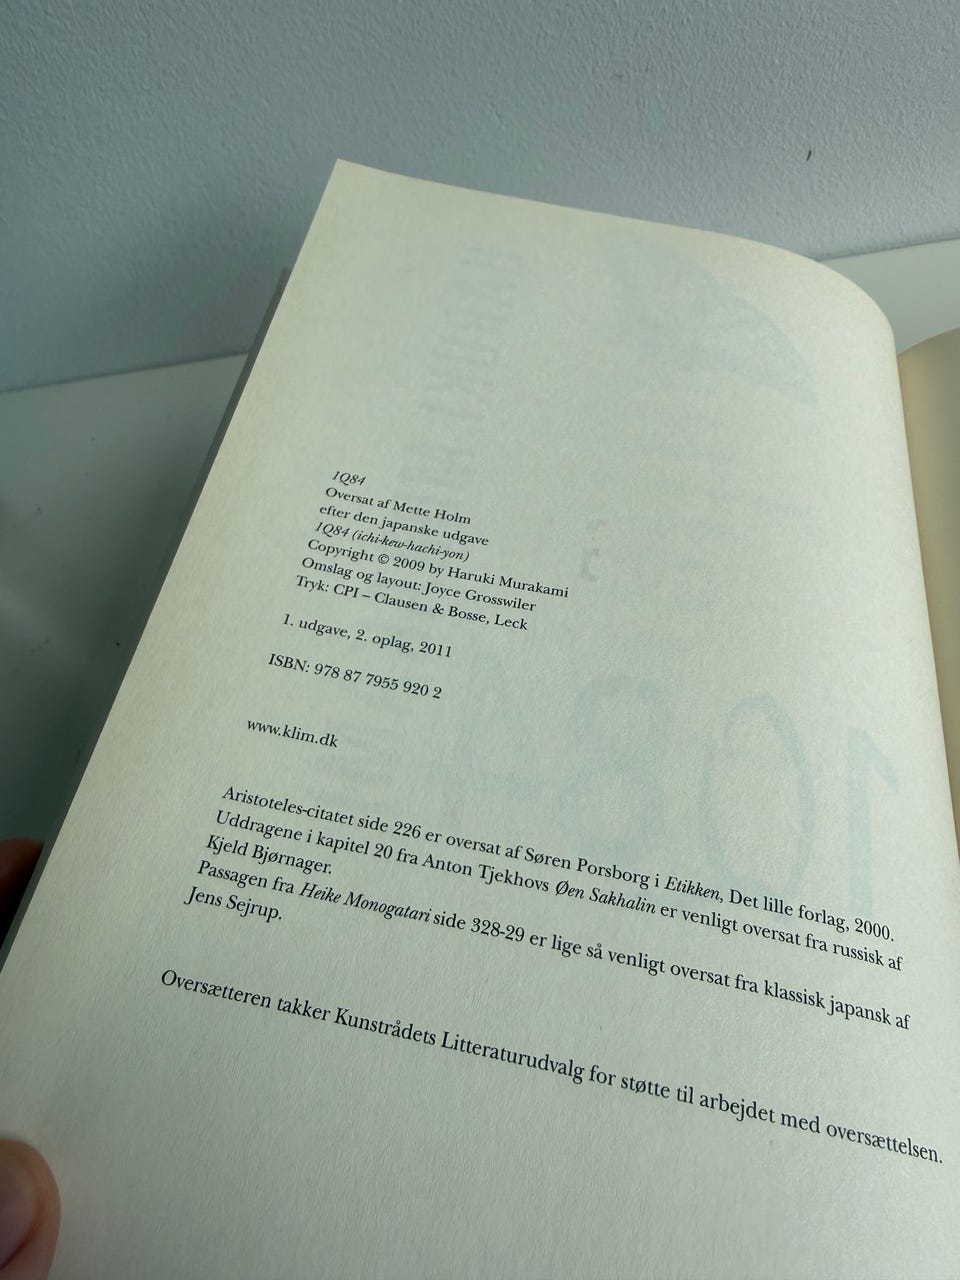 1Q84
Oversat af Mette Holm
efter den japanske udgave
1Q84 (ichi-kew-hachi-yon)
Copyright © 2009 by Haruki Murakami
Omslag og layout: Joyce Grosswiler
Tryk: CPI – Clausen & Bosse, Leck
1. udgave, 2. oplag, 2011
ISBN: 978 87 7955 920 2
www.klim.dk
Aristoteles-citatet side 226 er oversat af Søren Porsborg i Etikken, Det lille forlag, 2000.
Uddragene i kapitel 20 fra Anton Tjekhovs Øen Sakhalin er venligt oversat fra russisk af
Kjeld Bjørnager.
Passagen fra Heike Monogatari side 328-29 er lige så venligt oversat fra klassisk japansk af
Jens Sejrup.
Oversætteren takker Kunstrådets Litteraturudvalg for støtte til arbejdet med oversættelsen.